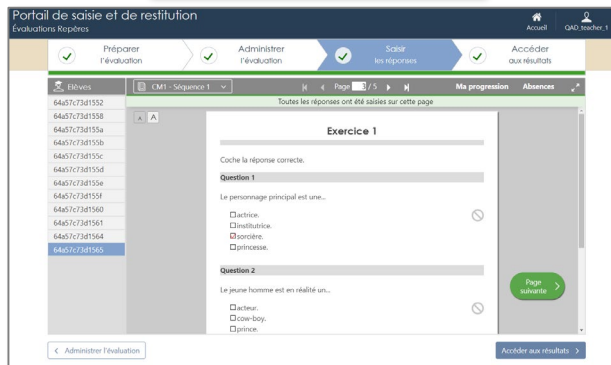 Portail de saisie et de restitution
Évaluations Repères
Accueil
QAD_teacher_1
Préparer
l'évaluation
Administrer
l'évaluation
Saisir
les réponses
Accéder
aux résultats
Élèves
CM1 - Séquence 1
Page 3 / 5
Ma progression
Absences
Toutes les réponses ont été saisies sur cette page
64a57c73d1552
64a57c73d1558
64a57c73d155a
64a57c73d155b
64a57c73d155c
64a57c73d155d
64a57c73d155e
64a57c73d155f
64a57c73d1560
64a57c73d1561
64a57c73d1564
64a57c73d1565
A A
Exercice 1
Coche la réponse correcte.
Question 1
Le personnage principal est une...
actrice.
institutrice.
sorcière.
princesse.
Question 2
Le jeune homme est en réalité un...
acteur.
cow-boy.
prince.
Page
suivante
Administrer l'évaluation
Accéder aux résultats